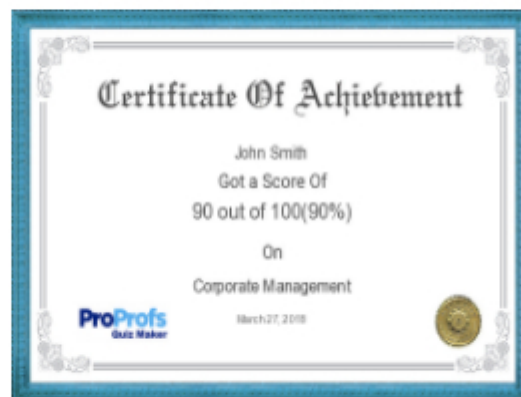 Certificate Of Achievement
John Smith
Got a Score Of
90 out of 100(90%)
On
Corporate Management
March 27, 2018
ProProfs
Quiz Maker